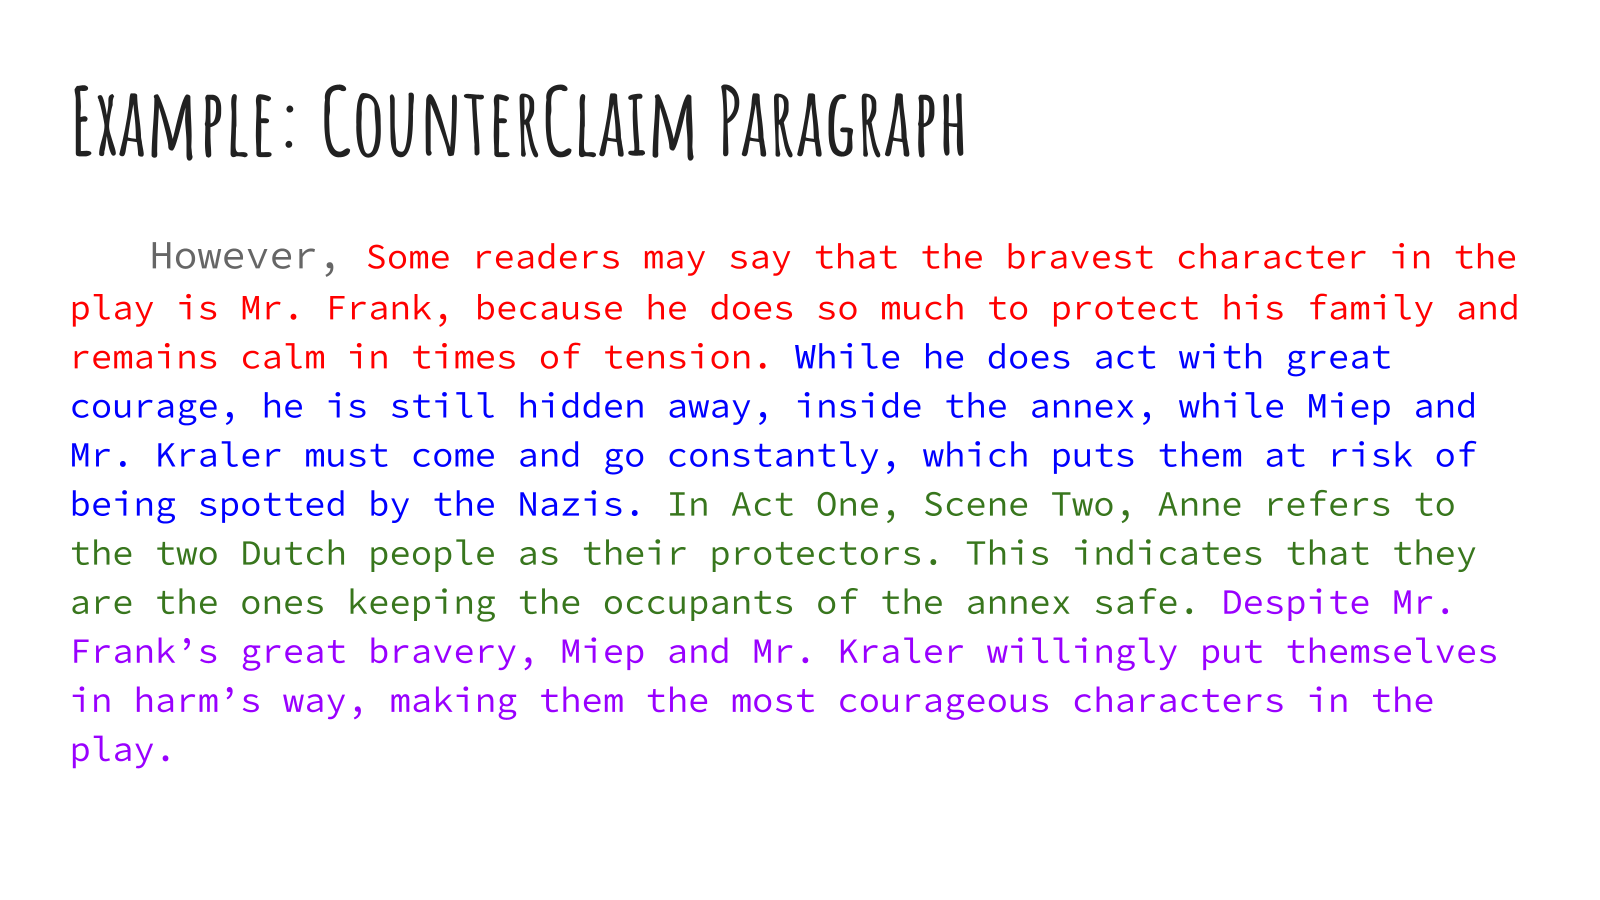 Example: CounterClaim Paragraph
However, Some readers may say that the bravest character in the
play is Mr. Frank, because he does so much to protect his family and
remains calm in times of tension. While he does act with great
courage, he is still hidden away, inside the annex, while Miep and
Mr. Kraler must come and go constantly, which puts them at risk of
being spotted by the Nazis. In Act One, Scene Two, Anne refers to
the two Dutch people as their protectors. This indicates that they
are the ones keeping the occupants of the annex safe. Despite Mr.
Frank’s great bravery, Miep and Mr. Kraler willingly put themselves
in harm’s way, making them the most courageous characters in the
play.